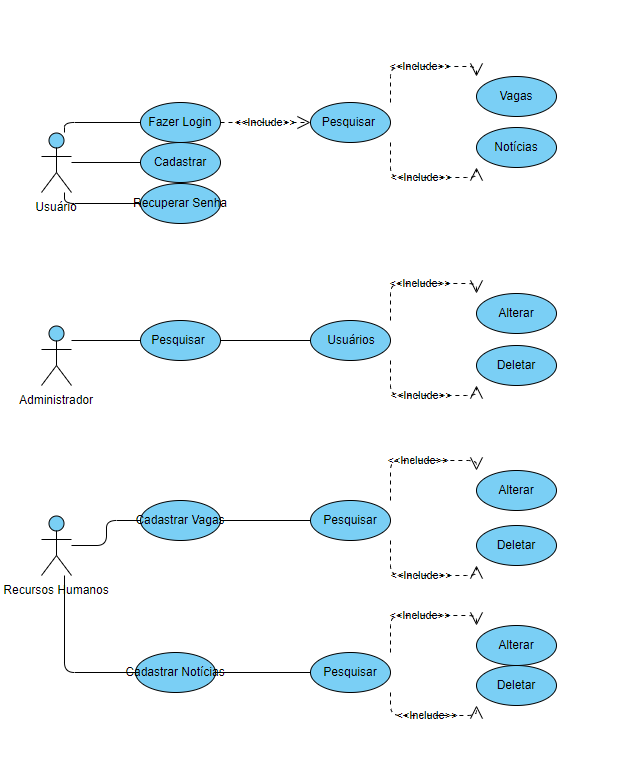 <<Include>>
Vagas
Fazer Login
<<Include>>
Pesquisar
Notícias
Cadastrar
<<Include>>
Recuperar Senha
Usuário
<<Include>>
Alterar
Pesquisar
Usuários
Deletar
<<Include>>
Administrador
<<Include>>
Alterar
Cadastrar Vagas
Pesquisar
Deletar
<<Include>>
Recursos Humanos
<<Include>>
Alterar
Cadastrar Notícias
Pesquisar
Deletar
<<Include>>